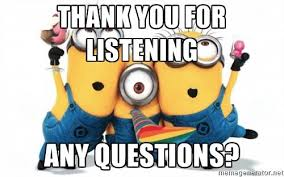 THANK YOU FOR
LISTENING
ANY QUESTIONS?
memegenerator.net